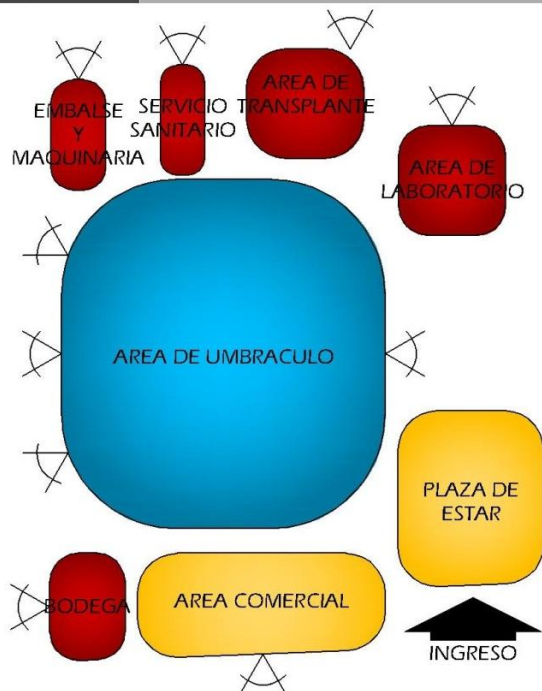 EMBALSE
Y
MAQUINARIA
SERVICIO
SANITARIO
AREA DE
TRANSPLANTE
AREA DE
LABORATORIO
AREA DE UMBRACULO
PLAZA DE
ESTAR
BODEGA
AREA COMERCIAL
INGRESO